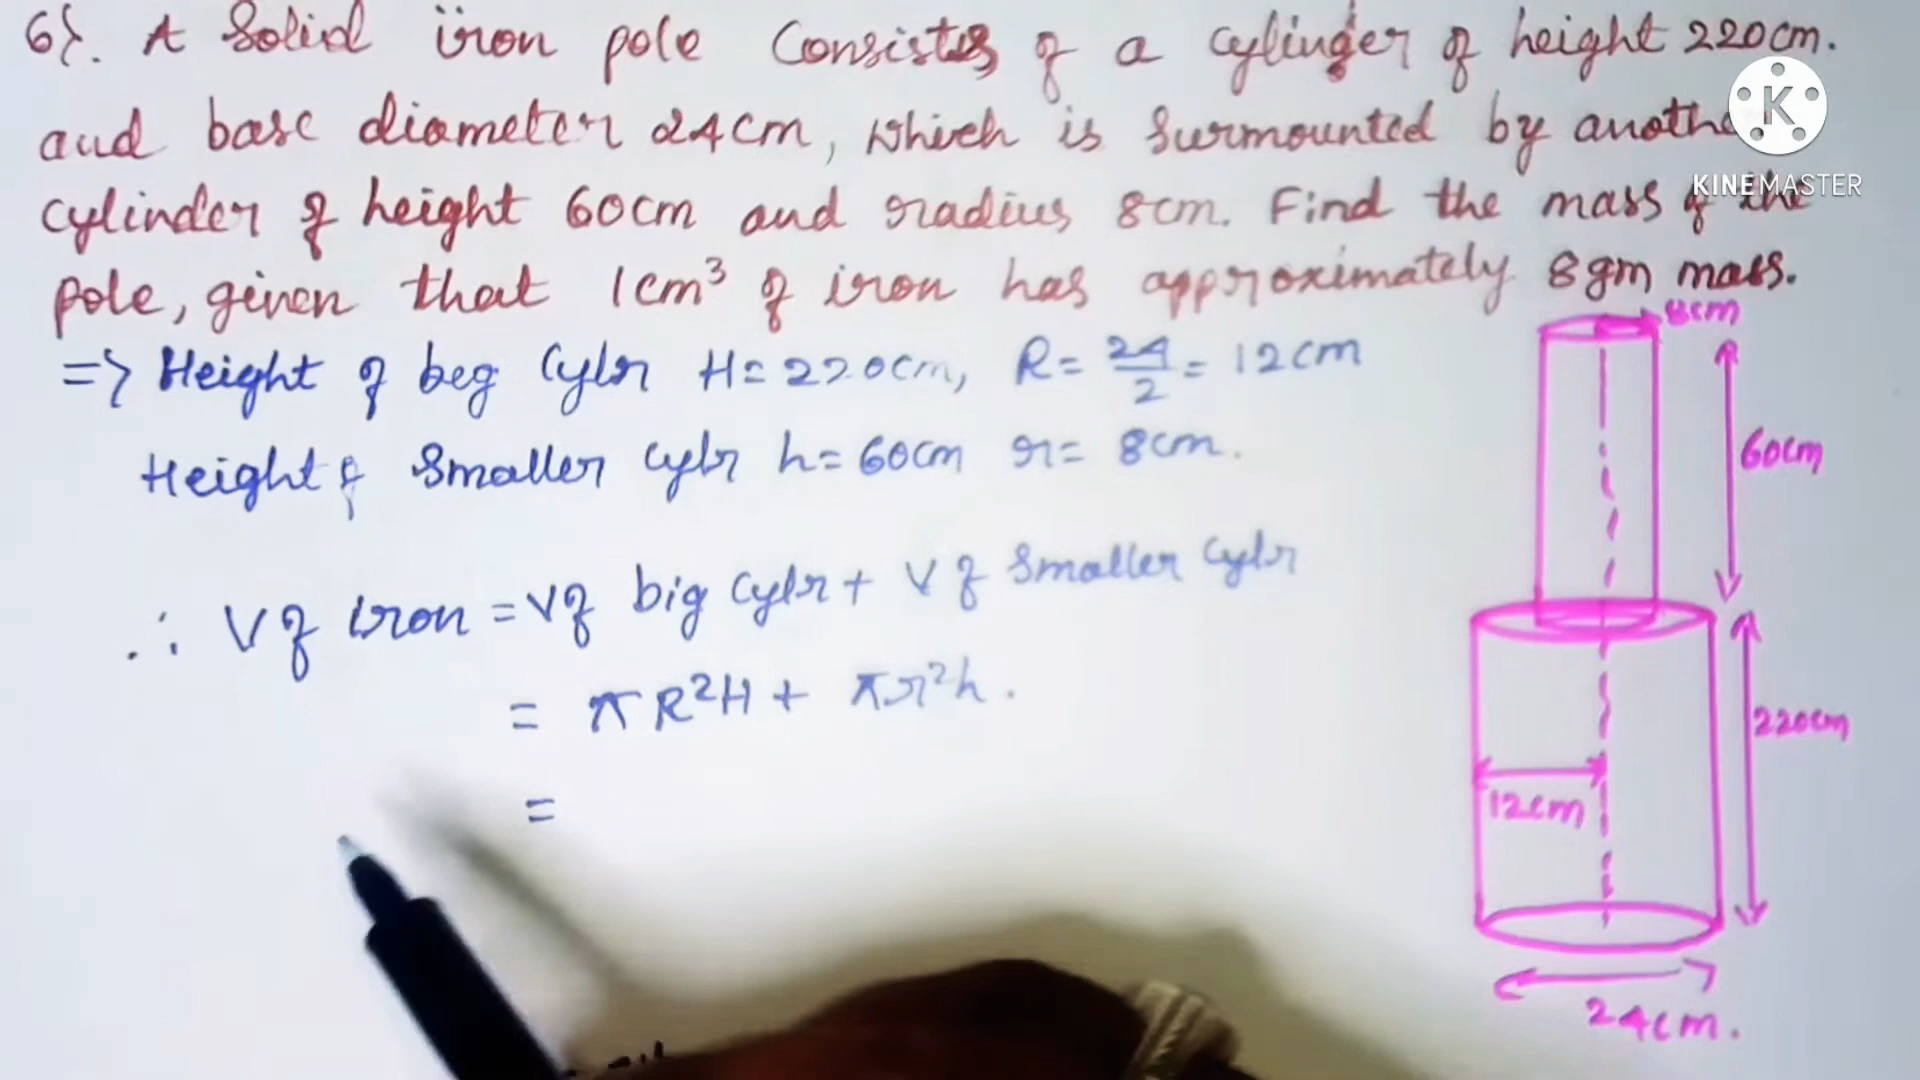 6}. A Solid iron pole Consists of a cylinder of height 220cm.
and base diameter 24cm, which is surmounted by another
cylinder of height 60cm and radius 8cm. Find the mass of the
pole, given that 1cm³ of iron has approximately 8gm mass.
8cm
=> Height of beg Cylr H = 220cm, R = 24/2 = 12cm
Height of Smaller Cylr h = 60cm r = 8cm.
60cm
∴ V of iron = V of big Cylr + V of Smaller Cylr
= πR²H + πr²h.
220cm
=
12cm
24cm.
K
KINEMASTER